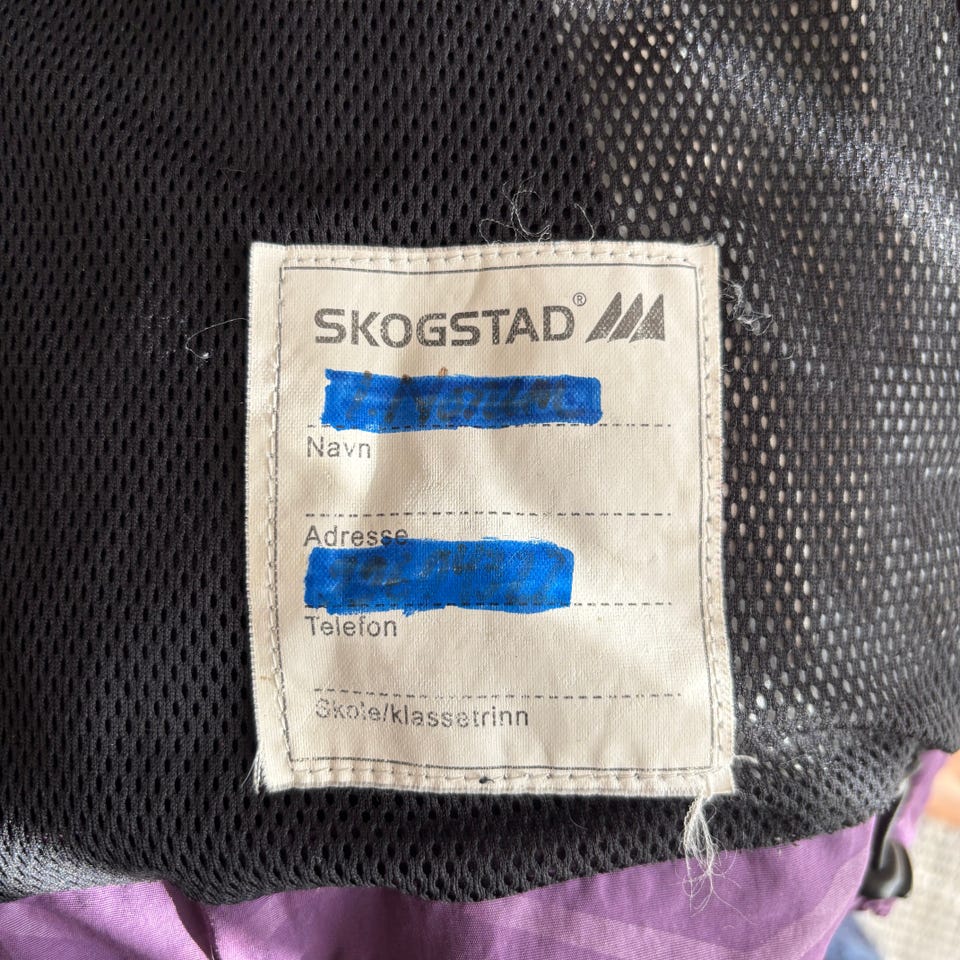 SKOGSTAD®
Navn
Adresse
Telefon
Skole/klassetrinn